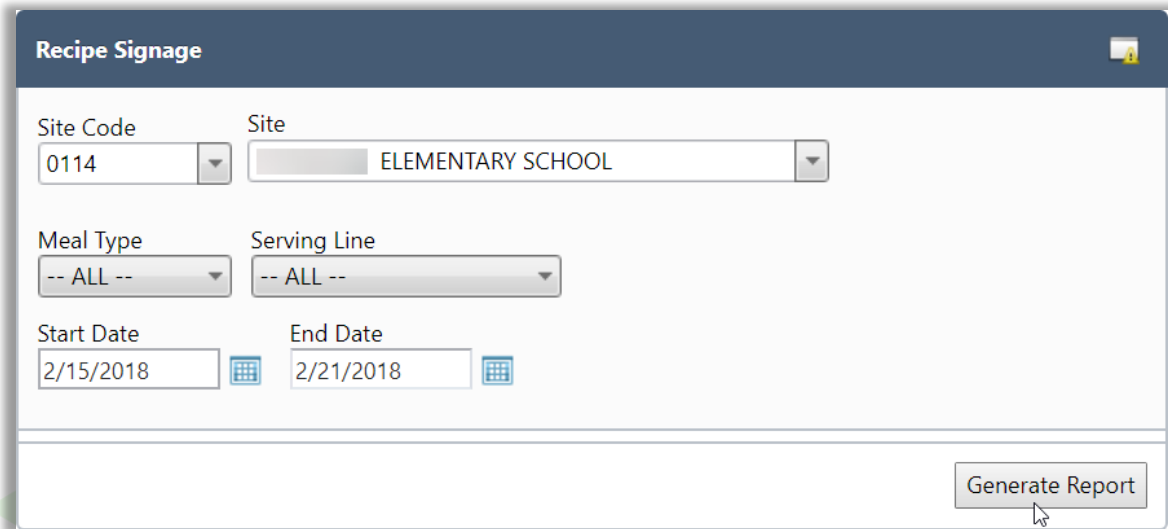 Recipe Signage
Site Code
Site
0114
ELEMENTARY SCHOOL
Meal Type
Serving Line
-- ALL --
-- ALL --
Start Date
End Date
2/15/2018
2/21/2018
Generate Report